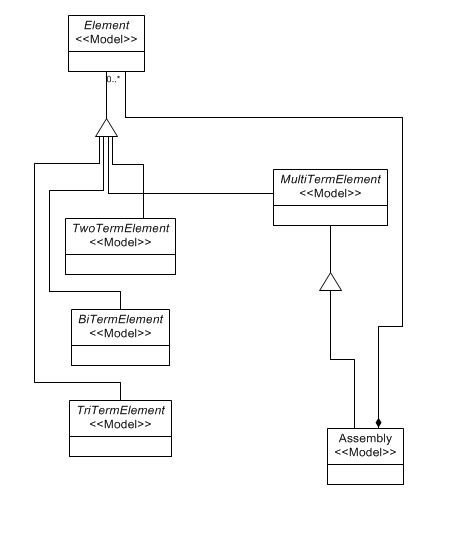 Element
<<Model>>
0..*
MultiTermElement
<<Model>>
TwoTermElement
<<Model>>
BiTermElement
<<Model>>
TriTermElement
<<Model>>
Assembly
<<Model>>